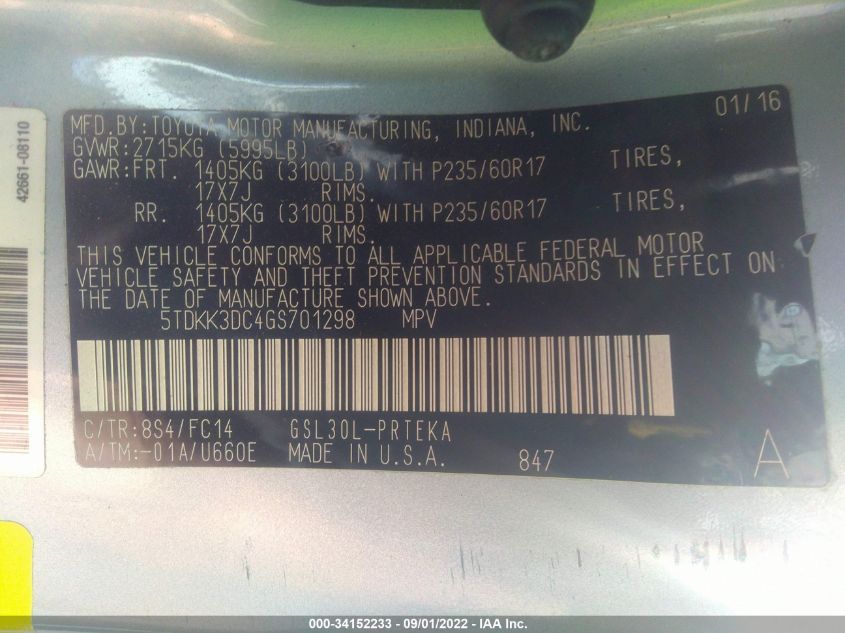 42661-08110
01/16
MFD.BY:TOYOTA MOTOR MANUFACTURING, INDIANA, INC.
GVWR:2715KG (5995LB)
GAWR:FRT. 1405KG (3100LB) WITH P235/60R17 TIRES,
17X7J RIMS.
RR. 1405KG (3100LB) WITH P235/60R17 TIRES,
17X7J RIMS.
THIS VEHICLE CONFORMS TO ALL APPLICABLE FEDERAL MOTOR
VEHICLE SAFETY AND THEFT PREVENTION STANDARDS IN EFFECT ON
THE DATE OF MANUFACTURE SHOWN ABOVE.
5TDKK3DC4GS701298 MPV
C/TR:8S4/FC14 GSL30L-PRTEKA
A/TM:-01A/U660E MADE IN U.S.A. 847 A
000-34152233 - 09/01/2022 - IAA Inc.